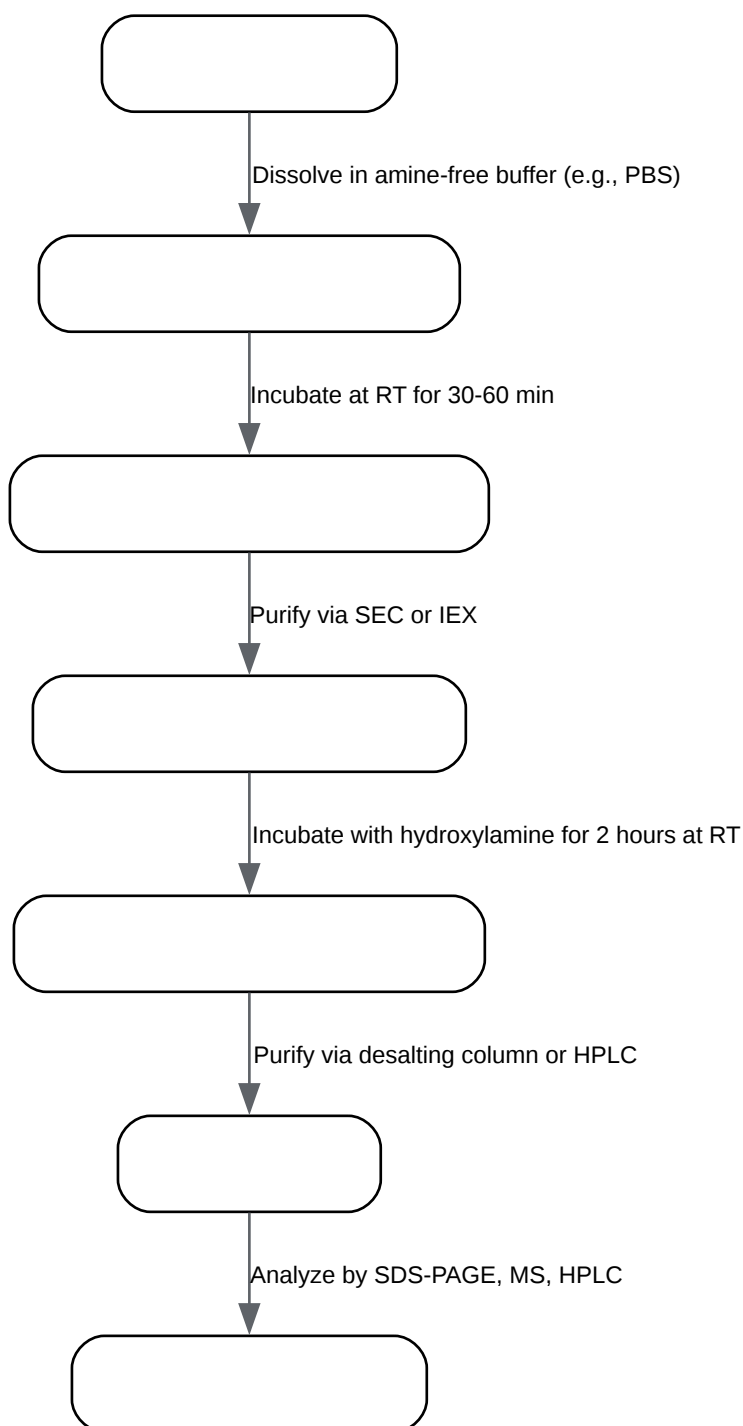 Dissolve in amine-free buffer (e.g., PBS)
Incubate at RT for 30-60 min
Purify via SEC or IEX
Incubate with hydroxylamine for 2 hours at RT
Purify via desalting column or HPLC
Analyze by SDS-PAGE, MS, HPLC